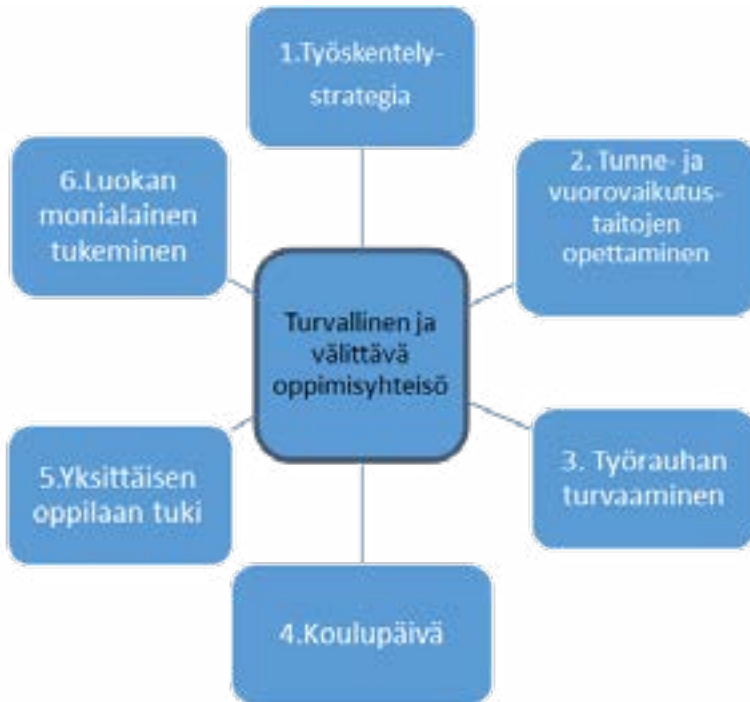 1.Työskentely-
strategia
2. Tunne- ja
vuorovaikutus-
taitojen
opettaminen
3. Työrauhan
turvaaminen
4.Koulupäivä
5.Yksittäisen
oppilaan tuki
6.Luokan
monialainen
tukeminen
Turvallinen ja
välittävä
oppimisyhteisö